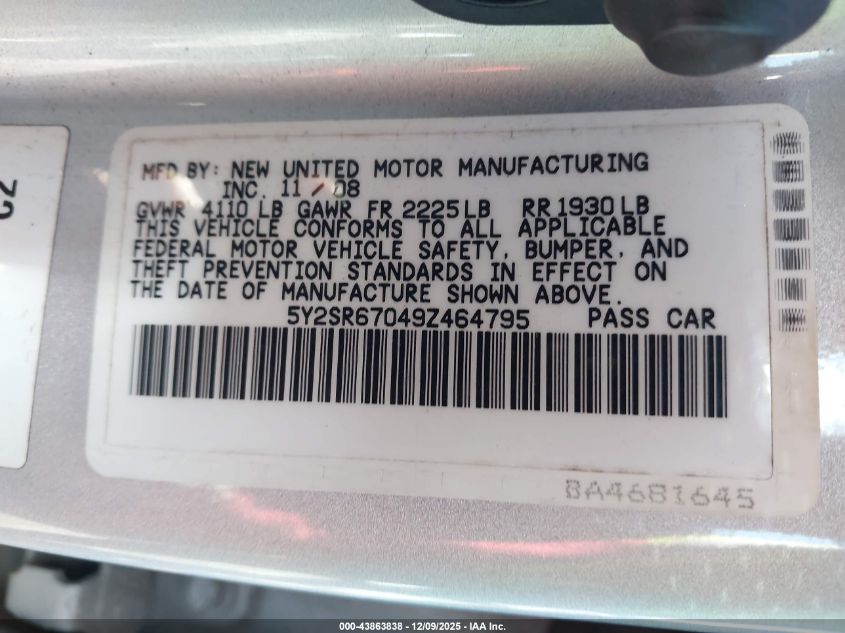 C2
MFD BY: NEW UNITED MOTOR MANUFACTURING
INC. 11 / 08
GVWR 4110 LB GAWR FR 2225 LB RR 1930 LB
THIS VEHICLE CONFORMS TO ALL APPLICABLE
FEDERAL MOTOR VEHICLE SAFETY, BUMPER, AND
THEFT PREVENTION STANDARDS IN EFFECT ON
THE DATE OF MANUFACTURE SHOWN ABOVE.
5Y2SR67049Z464795 PASS CAR
BA4681645
000-43863838 - 12/09/2025 - IAA Inc.